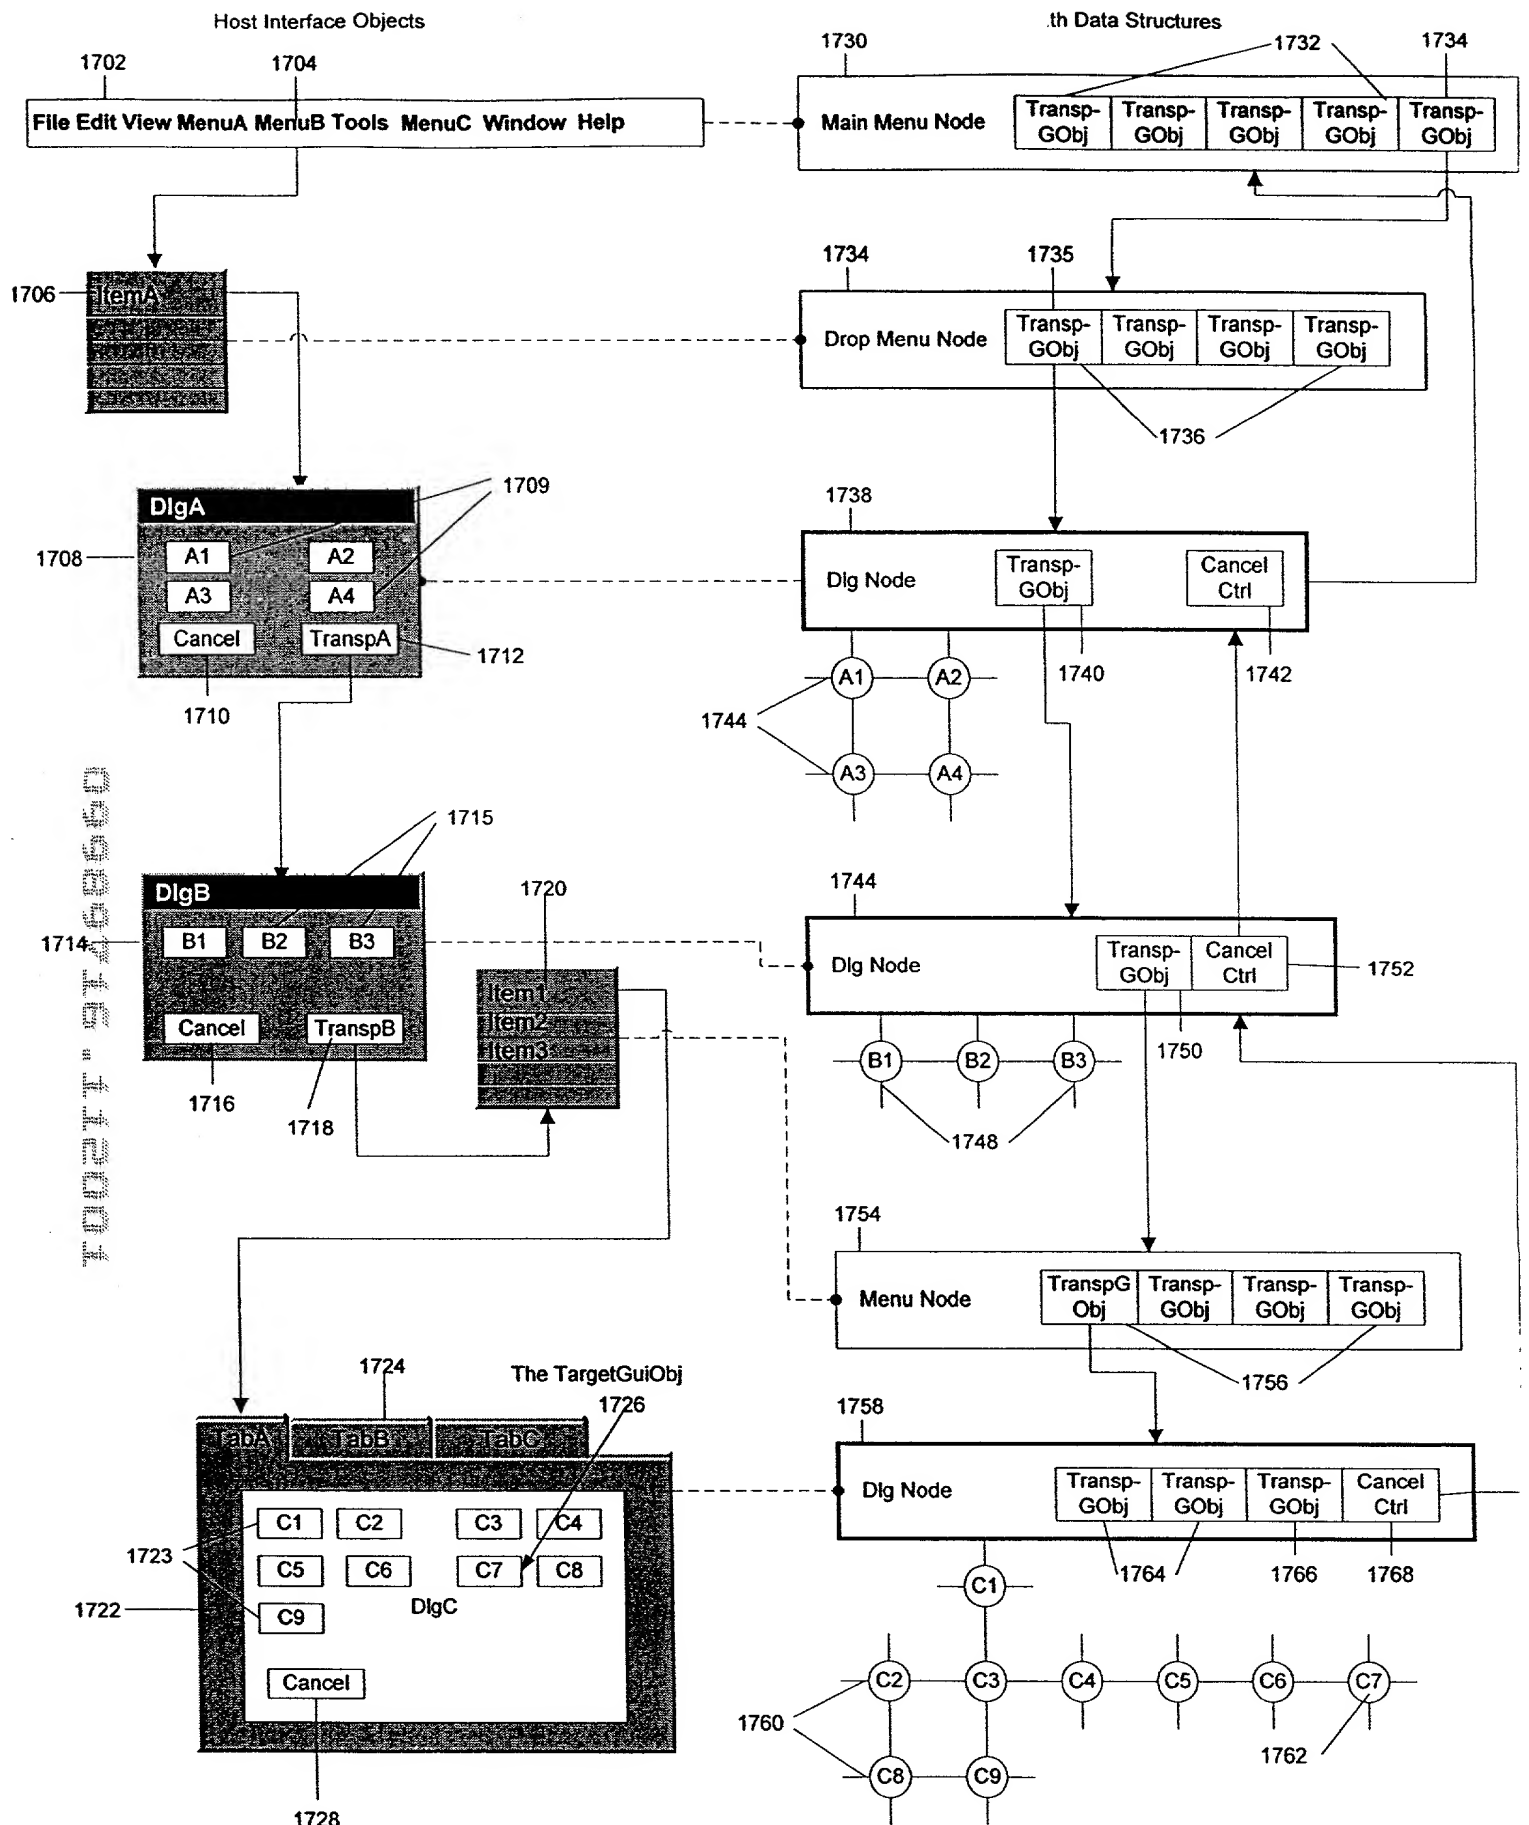 Host Interface Objects
.th Data Structures
1702
1704
1730
1732
1734
File Edit View MenuA MenuB Tools MenuC Window Help
Main Menu Node
Transp-
GObj
Transp-
GObj
Transp-
GObj
Transp-
GObj
Transp-
GObj
1734
1735
1706
ItemA
Drop Menu Node
Transp-
GObj
Transp-
GObj
Transp-
GObj
Transp-
GObj
1736
1709
1738
DlgA
1708
A1
A2
A3
A4
Cancel
TranspA
1710
1712
Dlg Node
Transp-
GObj
Cancel
Ctrl
1740
1742
A1
A2
1744
A3
A4
1715
1720
1744
DlgB
1714
B1
B2
B3
Cancel
TranspB
1716
1718
Item1
Item2
Item3
Dlg Node
Transp-
GObj
Cancel
Ctrl
1752
1750
B1
B2
B3
1748
09989716.112001
1754
Menu Node
TranspG
Obj
Transp-
GObj
Transp-
GObj
Transp-
GObj
1756
1724
The TargetGuiObj
1726
1758
TabA
TabB
TabC
C1
C2
C3
C4
1723
C5
C6
C7
C8
DlgC
1722
C9
Cancel
1728
Dlg Node
Transp-
GObj
Transp-
GObj
Transp-
GObj
Cancel
Ctrl
1764
1766
1768
C1
C2
C3
C4
C5
C6
C7
1760
1762
C8
C9